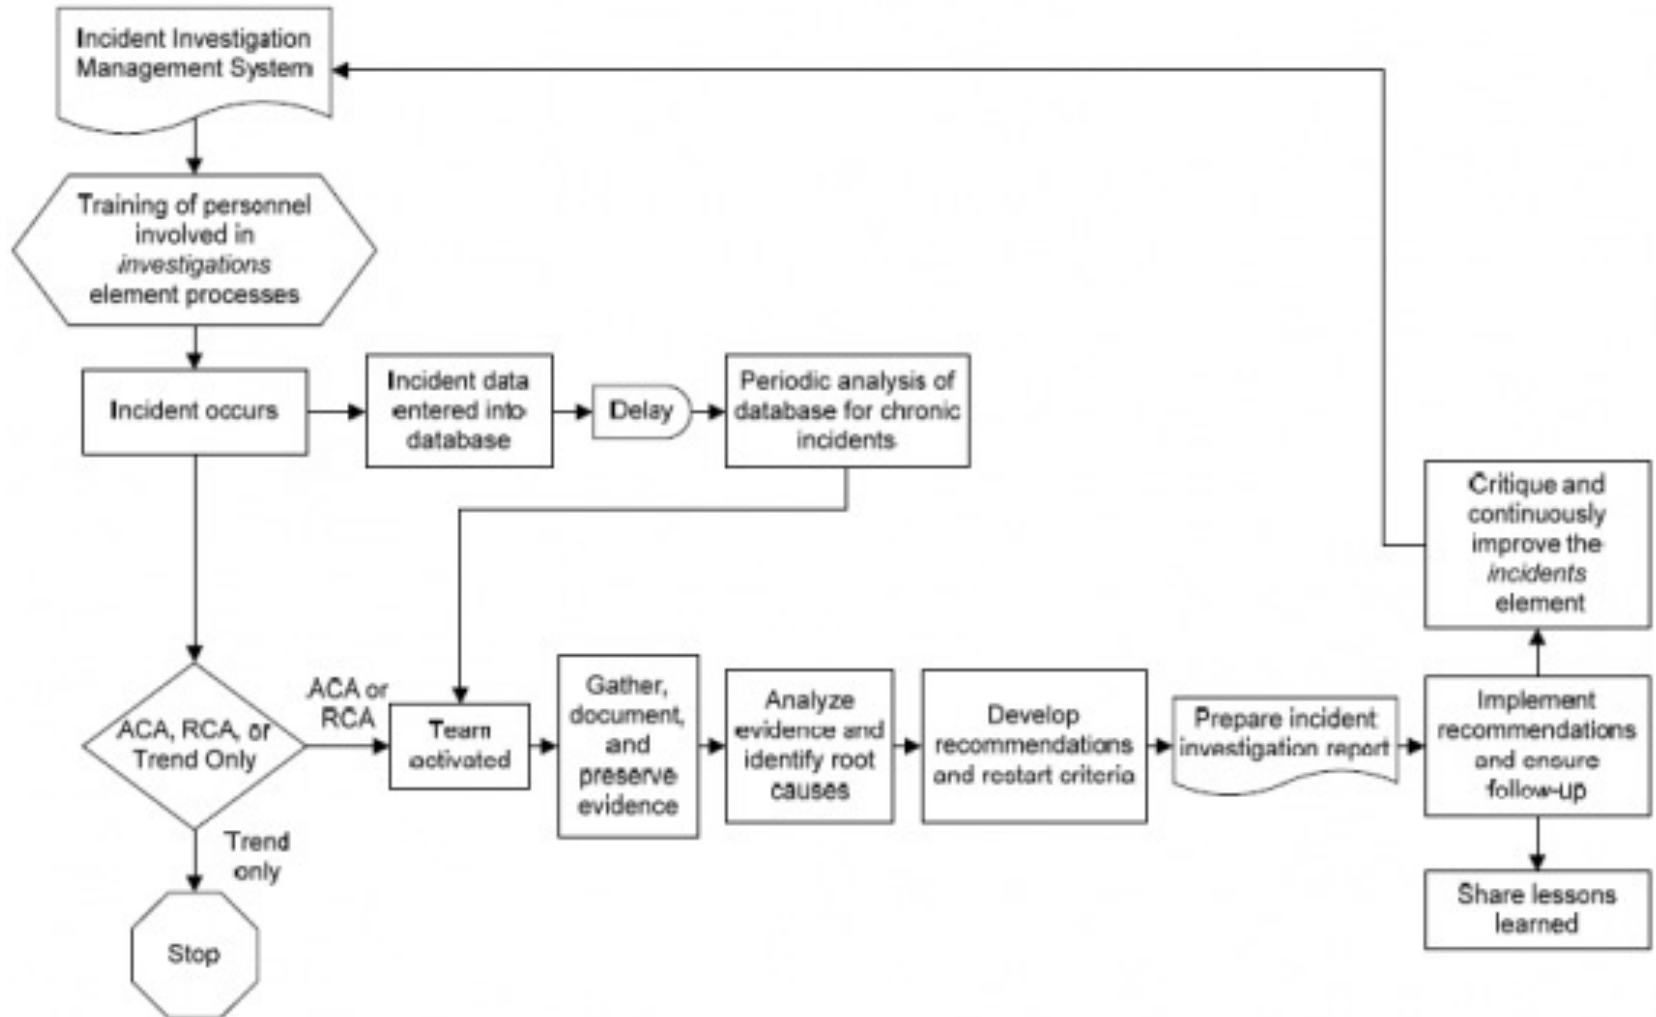 Incident Investigation
Management System
Training of personnel
involved in
investigations
element processes
Incident occurs
Incident data
entered into
database
Delay
Periodic analysis of
database for chronic
incidents
Critique and
continuously
improve the
incidents
element
ACA, RCA, or
Trend Only
ACA or
RCA
Team
activated
Gather,
document,
and
preserve
evidence
Analyze
evidence and
identify root
causes
Develop
recommendations
and restart criteria
Prepare incident
investigation report
Implement
recommendations
and ensure
follow-up
Trend
only
Stop
Share lessons
learned